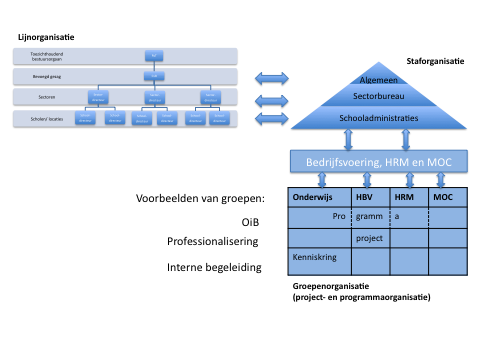 Lijnorganisatie
Toezichthoudend
bestuursorgaan
Bevoegd gezag
Sectoren
Scholen/ locaties
Staforganisatie
Algemeen
Sectorbureau
Schooladministraties
Bedrijfsvoering, HRM en MOC
Voorbeelden van groepen:
OiB
Professionalisering
Interne begeleiding
Onderwijs HBV HRM MOC
Pro gramm a
project
Kenniskring
Groepenorganisatie
(project- en programmaorganisatie)